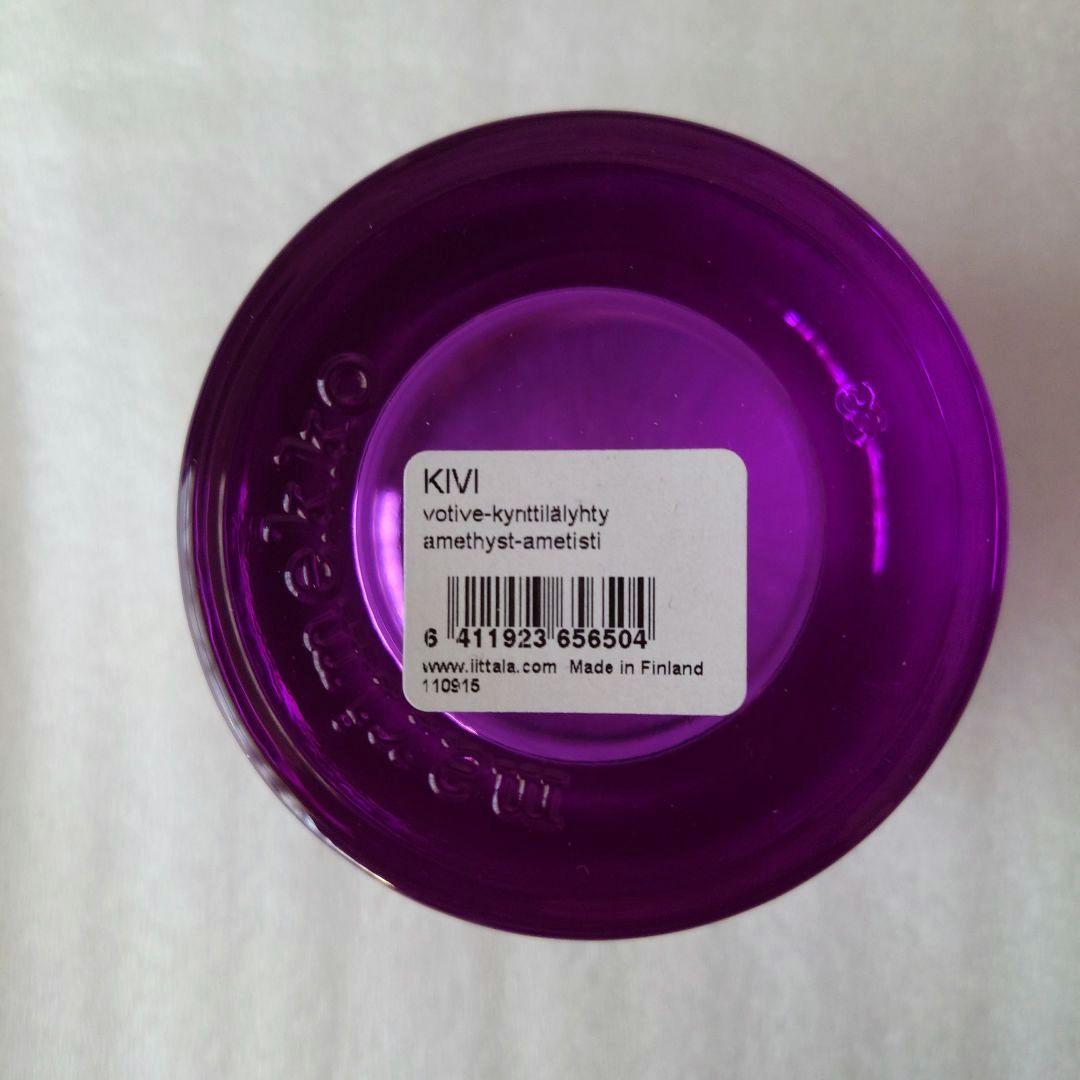 KIVI
votive-kynttilälyhty
amethyst-ametisti
6 411923 656504
www.iittala.com Made in Finland
110915
marimekko